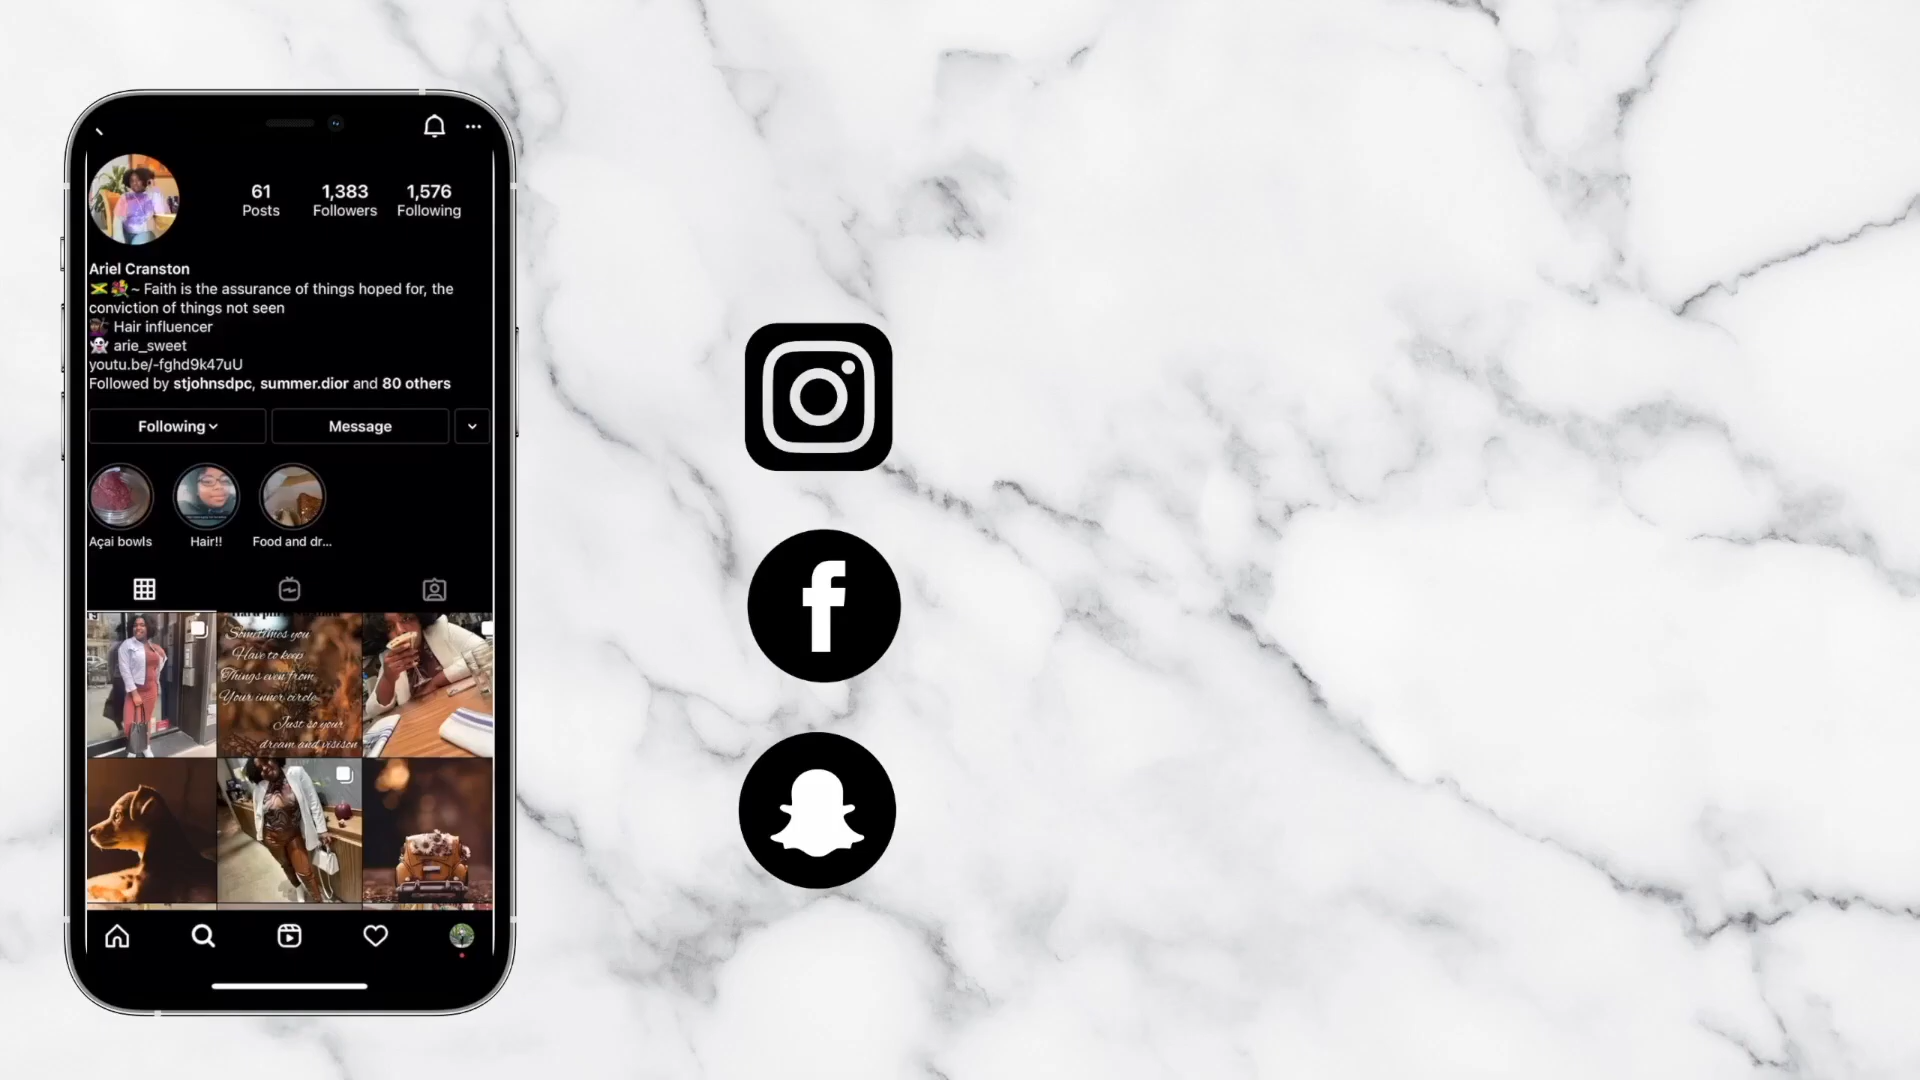 61
Posts
1,383
Followers
1,576
Following
Ariel Cranston
~ Faith is the assurance of things hoped for, the
conviction of things not seen
Hair influencer
arie_sweet
youtu.be/-fghd9k47uU
Followed by stjohnsdpc, summer.dior and 80 others
Following
Message
Açai bowls
Hair!!
Food and dr...
Sometimes you
Have to keep
Things even from
Your inner circle.
Just so your
dream and visison
f